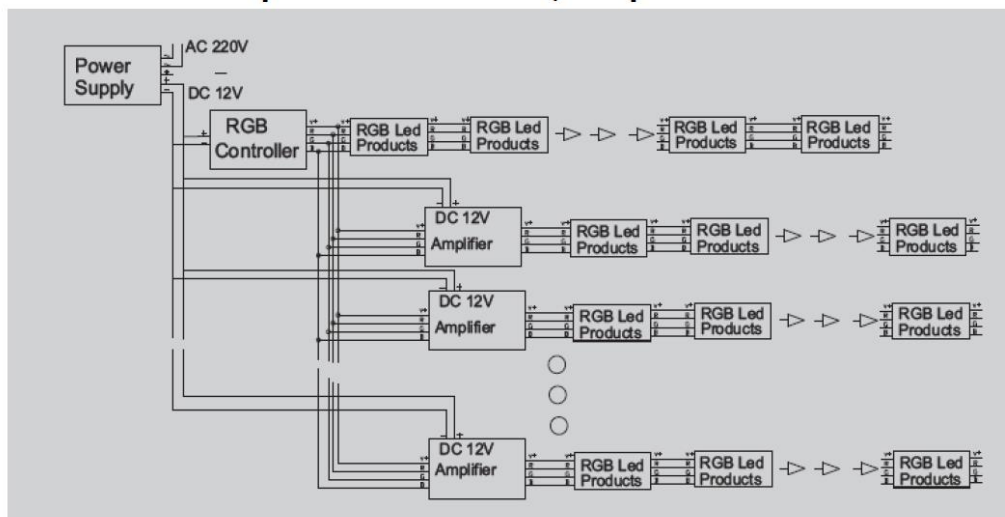 AC 220V
Power
Supply
DC 12V
+
-
RGB
Controller
V+
R
G
B
RGB Led
Products
RGB Led
Products
RGB Led
Products
RGB Led
Products
- +
DC 12V
Amplifier
V+
R
G
B
RGB Led
Products
RGB Led
Products
RGB Led
Products
- +
DC 12V
Amplifier
V+
R
G
B
RGB Led
Products
RGB Led
Products
RGB Led
Products
- +
DC 12V
Amplifier
V+
R
G
B
RGB Led
Products
RGB Led
Products
RGB Led
Products